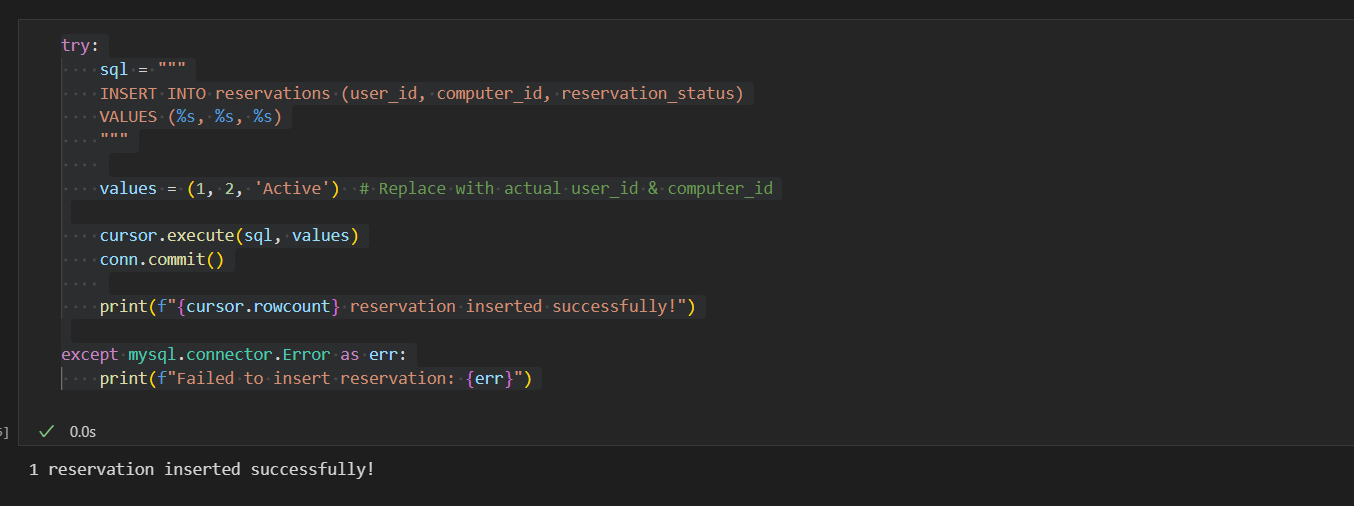 try:
    sql = """
    INSERT INTO reservations (user_id, computer_id, reservation_status)
    VALUES (%s, %s, %s)
    """
    values = (1, 2, 'Active')  # Replace with actual user_id & computer_id
    cursor.execute(sql, values)
    conn.commit()
    print(f"{cursor.rowcount} reservation inserted successfully!")
except mysql.connector.Error as err:
    print(f"Failed to insert reservation: {err}")
] ✓ 0.0s
1 reservation inserted successfully!